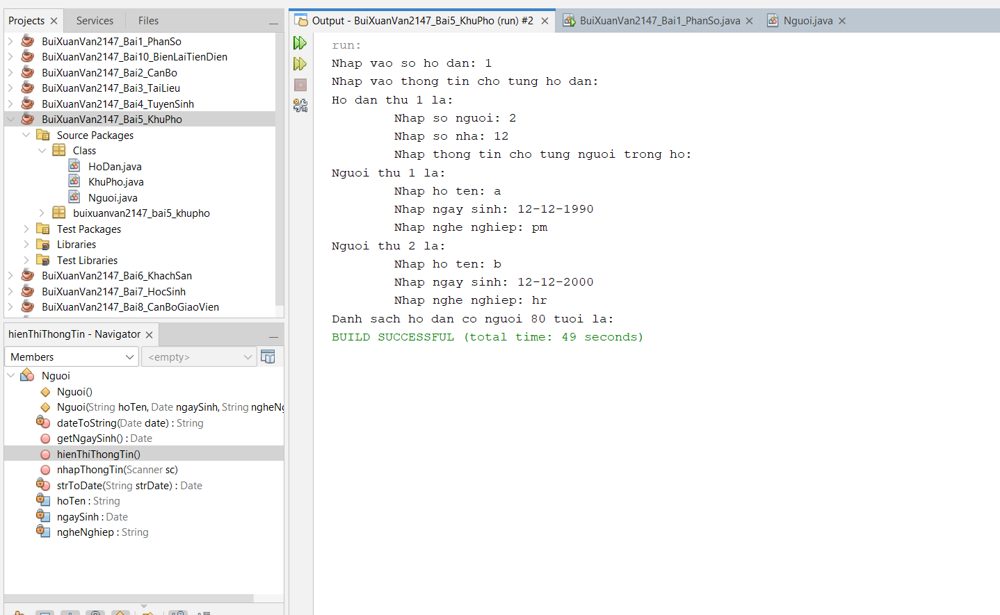 Projects
Services
Files
BuiXuanVan2147_Bai1_PhanSo
BuiXuanVan2147_Bai10_BienLaiTienDien
BuiXuanVan2147_Bai2_CanBo
BuiXuanVan2147_Bai3_TaiLieu
BuiXuanVan2147_Bai4_TuyenSinh
BuiXuanVan2147_Bai5_KhuPho
Source Packages
Class
HoDan.java
KhuPho.java
Nguoi.java
buixuanvan2147_bai5_khupho
Test Packages
Libraries
Test Libraries
BuiXuanVan2147_Bai6_KhachSan
BuiXuanVan2147_Bai7_HocSinh
BuiXuanVan2147_Bai8_CanBoGiaoVien
hienThiThongTin - Navigator
Members
<empty>
Nguoi
Nguoi()
Nguoi(String hoTen, Date ngaySinh, String ngheNg
dateToString(Date date) : String
getNgaySinh() : Date
hienThiThongTin()
nhapThongTin(Scanner sc)
strToDate(String strDate) : Date
hoTen : String
ngaySinh : Date
ngheNghiep : String
Output - BuiXuanVan2147_Bai5_KhuPho (run) #2
BuiXuanVan2147_Bai1_PhanSo.java
Nguoi.java
run:
Nhap vao so ho dan: 1
Nhap vao thong tin cho tung ho dan:
Ho dan thu 1 la:
Nhap so nguoi: 2
Nhap so nha: 12
Nhap thong tin cho tung nguoi trong ho:
Nguoi thu 1 la:
Nhap ho ten: a
Nhap ngay sinh: 12-12-1990
Nhap nghe nghiep: pm
Nguoi thu 2 la:
Nhap ho ten: b
Nhap ngay sinh: 12-12-2000
Nhap nghe nghiep: hr
Danh sach ho dan co nguoi 80 tuoi la:
BUILD SUCCESSFUL (total time: 49 seconds)